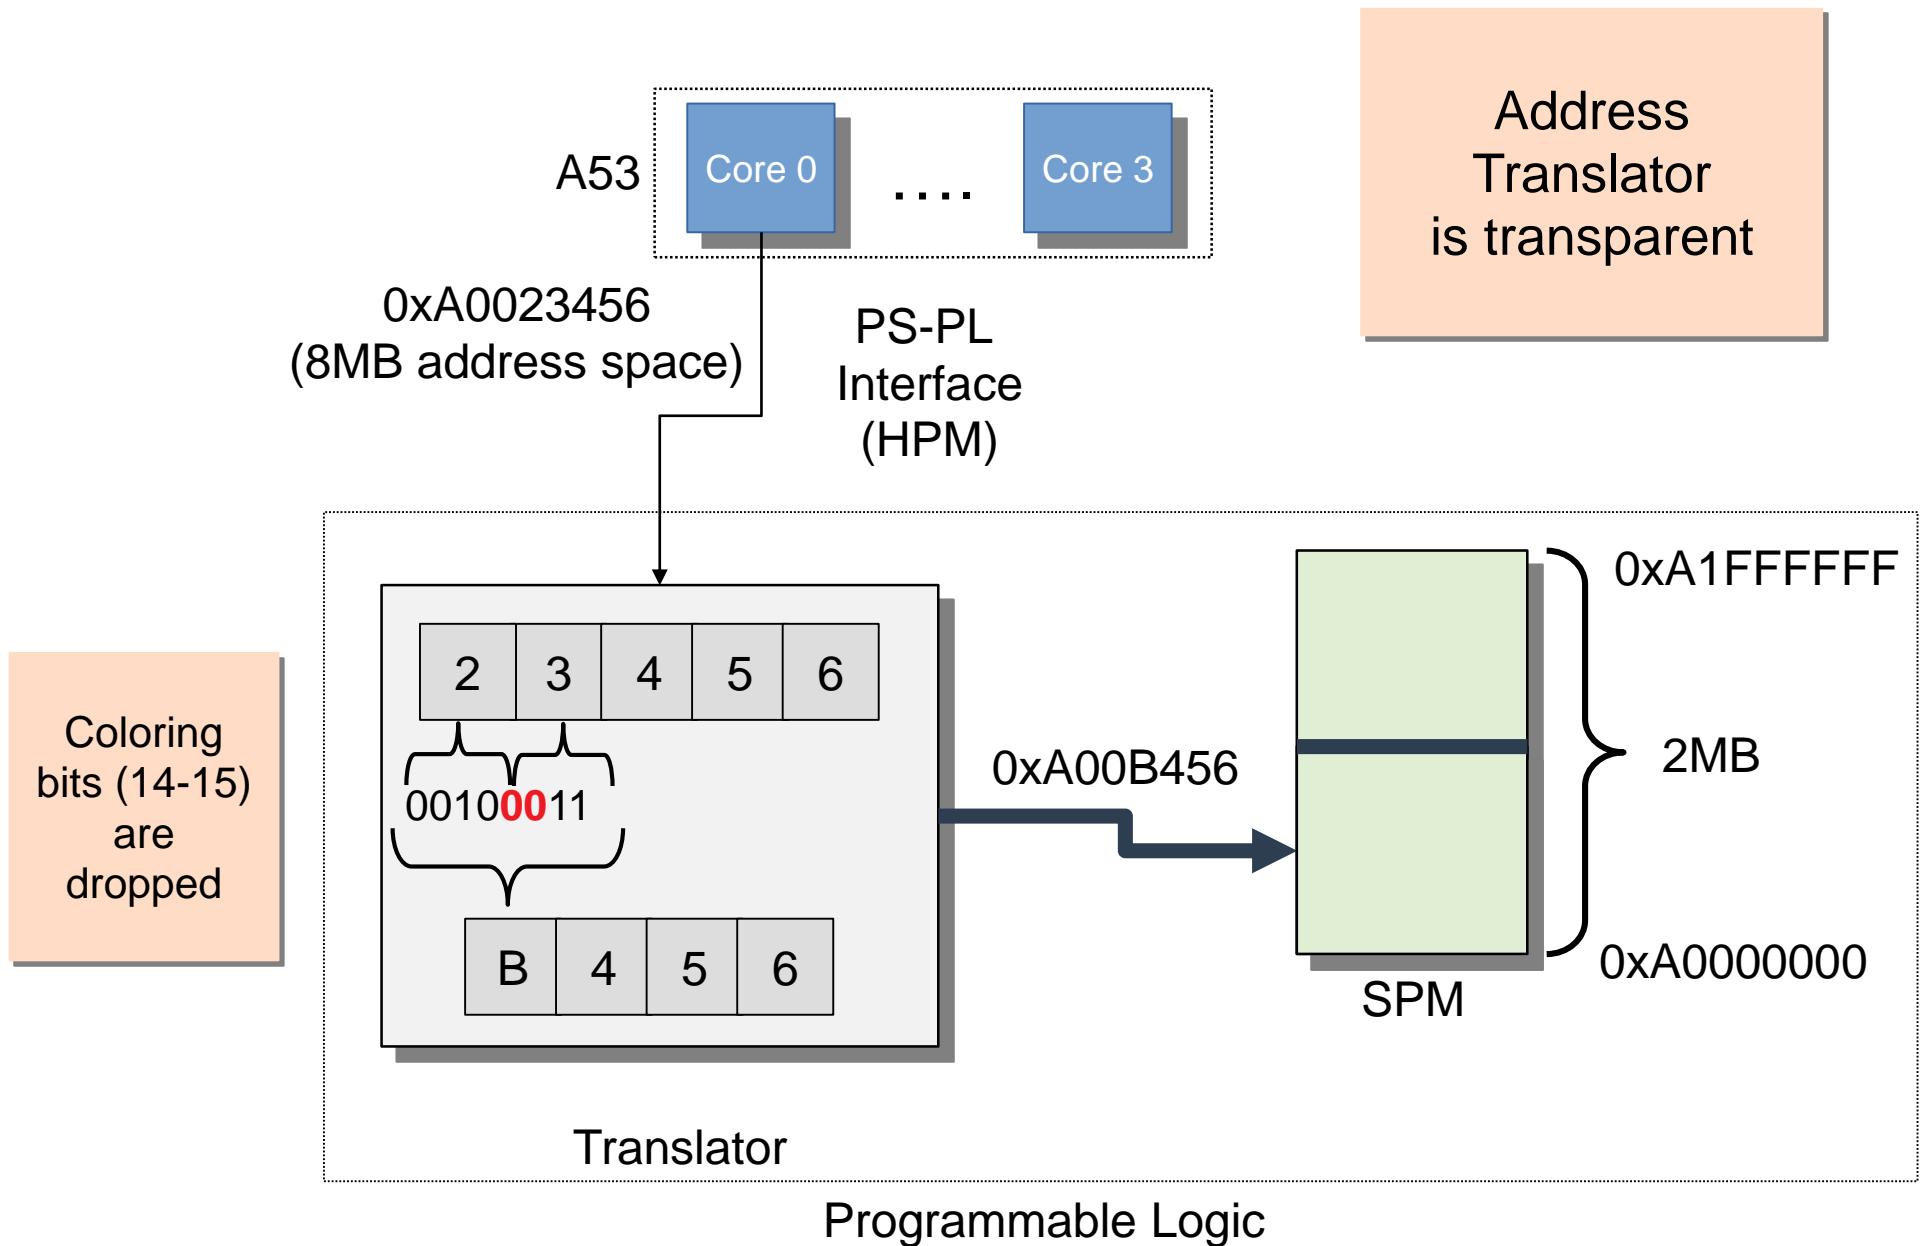 Address
Translator
is transparent
A53
Core 0
....
Core 3
0xA0023456
(8MB address space)
PS-PL
Interface
(HPM)
Coloring
bits (14-15)
are
dropped
2 3 4 5 6
00100011
B 4 5 6
Translator
0xA00B456
0xA1FFFFFF
2MB
0xA0000000
SPM
Programmable Logic